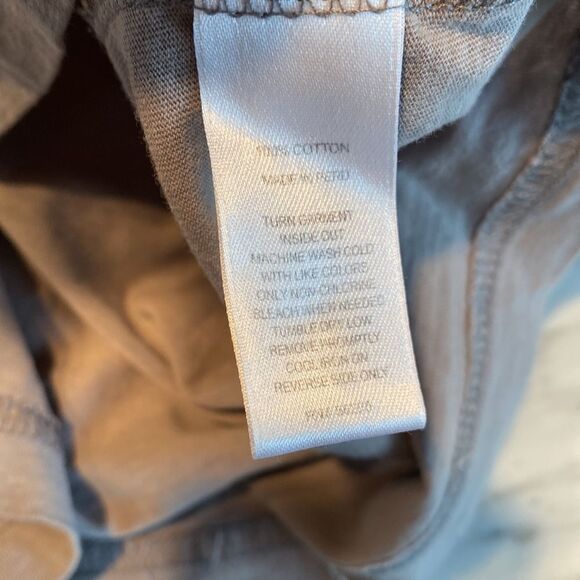 100% COTTON
MADE IN PERU
TURN GARMENT
INSIDE OUT
MACHINE WASH COLD
WITH LIKE COLORS
ONLY NON-CHLORINE
BLEACH WHEN NEEDED
TUMBLE DRY LOW
REMOVE PROMPTLY
COOL IRON ON
REVERSE SIDE ONLY